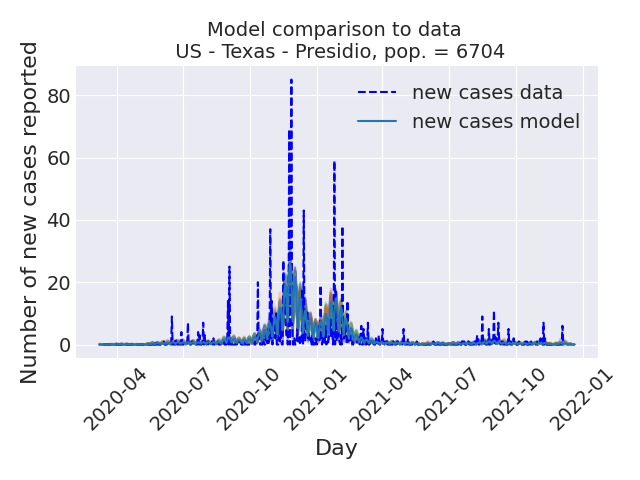 Model comparison to data
US - Texas - Presidio, pop. = 6704
Number of new cases reported
80
60
40
20
0
new cases data
new cases model
2020-04
2020-07
2020-10
2021-01
2021-04
2021-07
2021-10
2022-01
Day